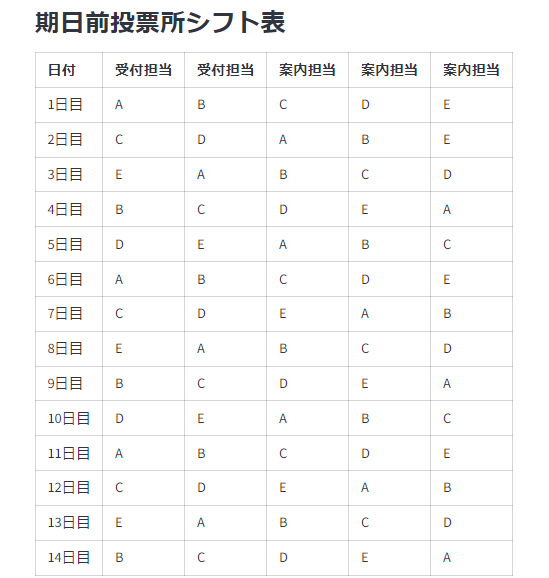 期日前投票所シフト表
日付 受付担当 受付担当 案内担当 案内担当 案内担当
1日目 A B C D E
2日目 C D A B E
3日目 E A B C D
4日目 B C D E A
5日目 D E A B C
6日目 A B C D E
7日目 C D E A B
8日目 E A B C D
9日目 B C D E A
10日目 D E A B C
11日目 A B C D E
12日目 C D E A B
13日目 E A B C D
14日目 B C D E A